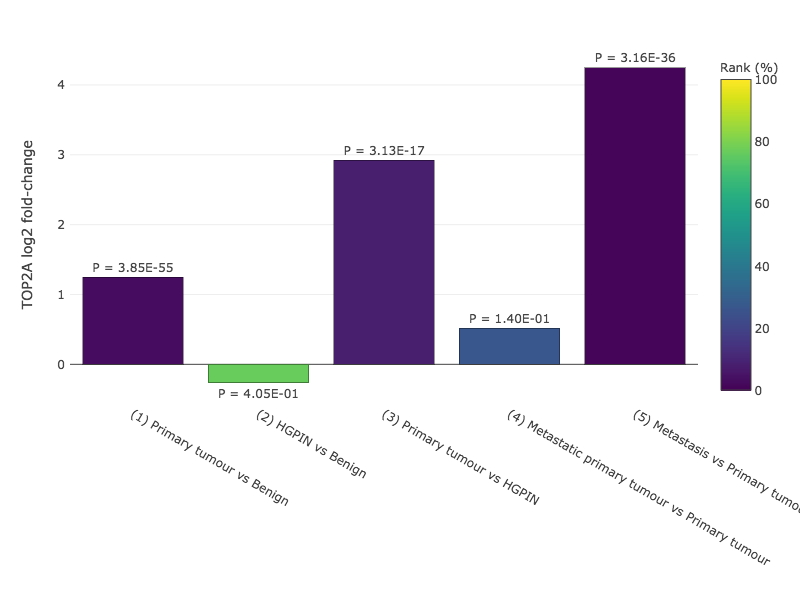 P = 3.16E-36
Rank (%)
100
4
80
P = 3.13E-17
3
60
TOP2A log2 fold-change
2
40
P = 3.85E-55
P = 1.40E-01
1
20
0
0
P = 4.05E-01
(1) Primary tumour vs Benign
(2) HGPIN vs Benign
(3) Primary tumour vs HGPIN
(4) Metastatic primary tumour vs Primary tumour
(5) Metastasis vs Primary